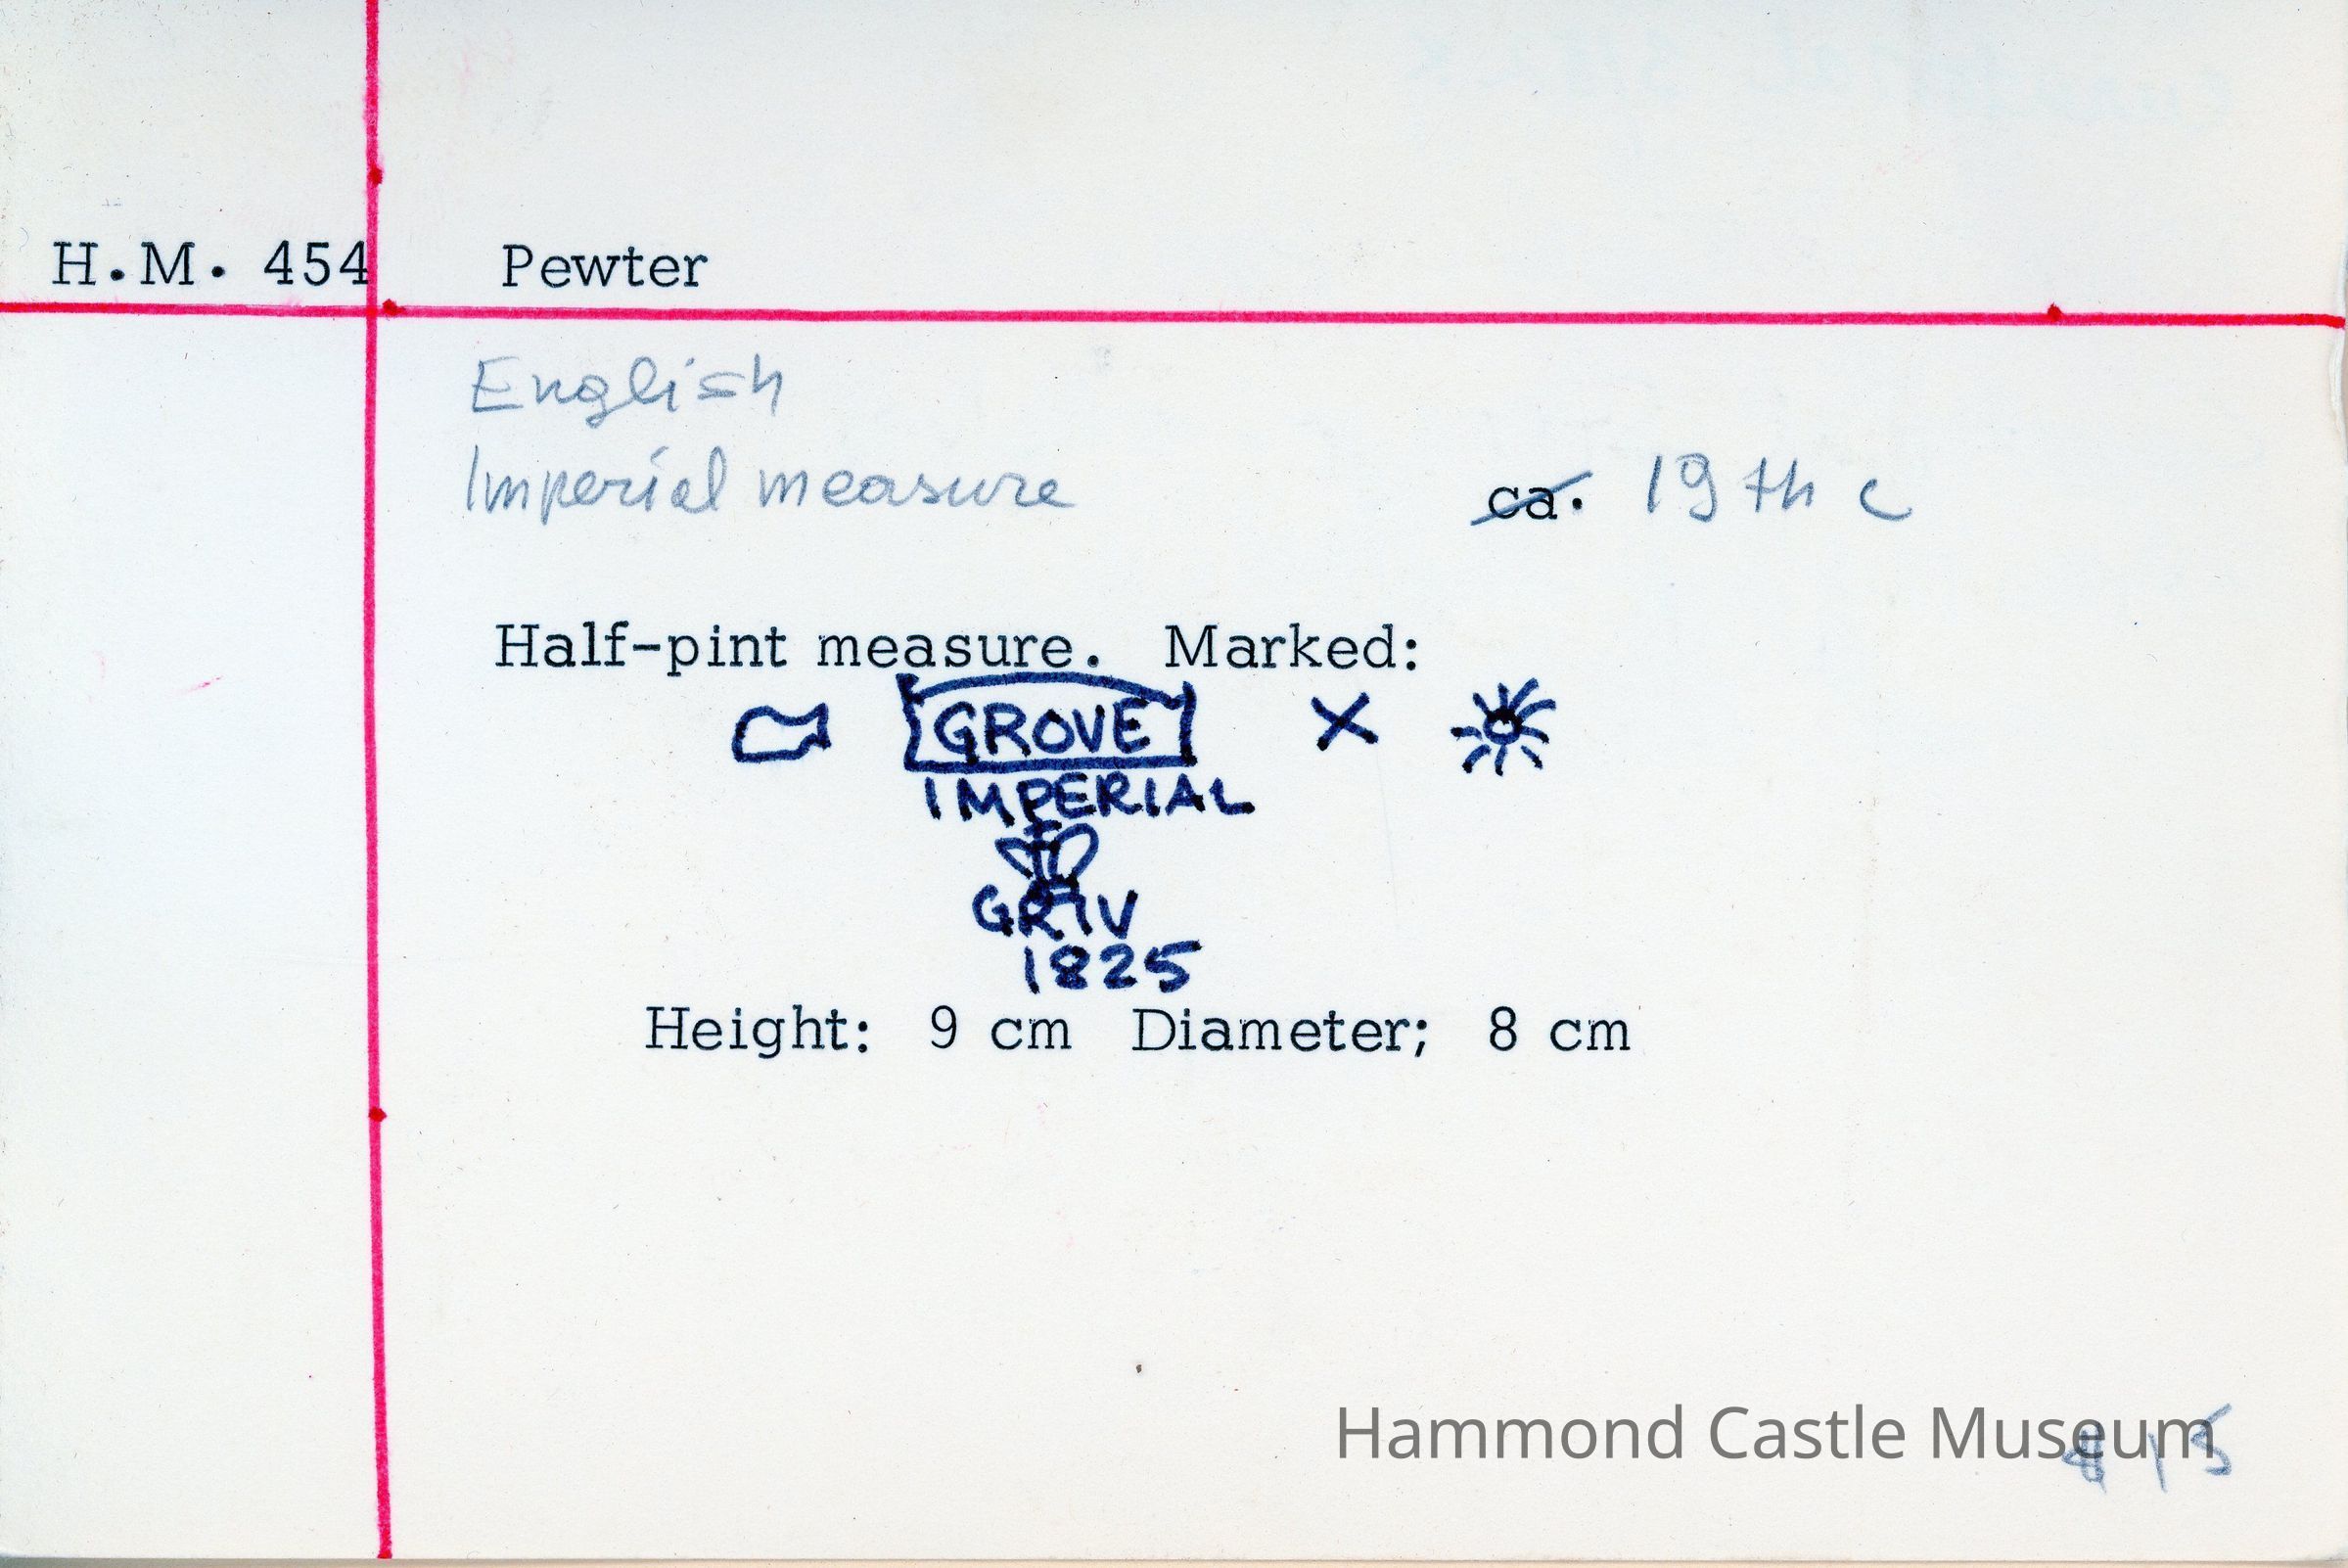 H.M. 454 Pewter
English
Imperial measure ca. 19th c
Half-pint measure. Marked:
GROVE X
IMPERIAL
GRIV
1825
Height: 9 cm Diameter; 8 cm
Hammond Castle Museum